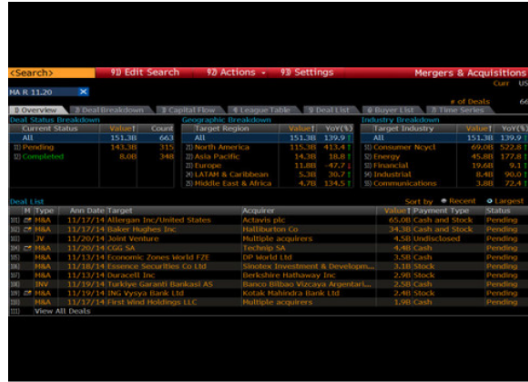 <Search> 91) Edit Search 92) Actions 93) Settings Mergers & Acquisitions
Curr US
MA R 11.20
# of Deals 66
1) Overview 2) Deal Breakdown 3) Capital Flow 4) League Table 5) Deal List 6) Buyer List 7) Time Series
Deal Status Breakdown Geographic Breakdown Industry Breakdown
Current Status Value↑ Count Target Region Value↑ YoY(%) Target Industry Value↑ YoY(%)
All 151.3B 663 All 151.3B 139.9↑ All 151.3B 139.9↑
Pending 143.3B 315 North America 115.3B 413.4↑ Consumer Ncycl 69.0B 522.8↑
Completed 8.0B 348 Asia Pacific 14.3B 18.8↑ Energy 45.8B 177.8↑
Europe 11.8B -47.7↓ Financial 19.6B 9.1↑
LATAM & Caribbean 5.3B 30.7↑ Industrial 8.4B 90.0↑
Middle East & Africa 4.7B 134.5↑ Communications 3.8B 72.4↑
Deal List Sort by Recent Largest
M Type Ann Date Target Acquirer Value↑ Payment Type Status
M&A 11/17/14 Allergan Inc/United States Actavis plc 65.0B Cash and Stock Pending
M&A 11/17/14 Baker Hughes Inc Halliburton Co 34.3B Cash and Stock Pending
JV 11/20/14 Joint Venture Multiple acquirers 4.5B Undisclosed Pending
M&A 11/20/14 CGG SA Technip SA 4.4B Cash Pending
M&A 11/13/14 Economic Zones World FZE DP World Ltd 3.5B Cash Pending
M&A 11/18/14 Essence Securities Co Ltd Sinotex Investment & Developm... 3.1B Stock Pending
M&A 11/13/14 Duracell Inc Berkshire Hathaway Inc 2.9B Stock Pending
INV 11/19/14 Turkiye Garanti Bankasi AS Banco Bilbao Vizcaya Argentari... 2.5B Cash Pending
M&A 11/19/14 ING Vysya Bank Ltd Kotak Mahindra Bank Ltd 2.4B Stock Pending
M&A 11/17/14 First Wind Holdings LLC Multiple acquirers 1.9B Cash Pending
View All Deals